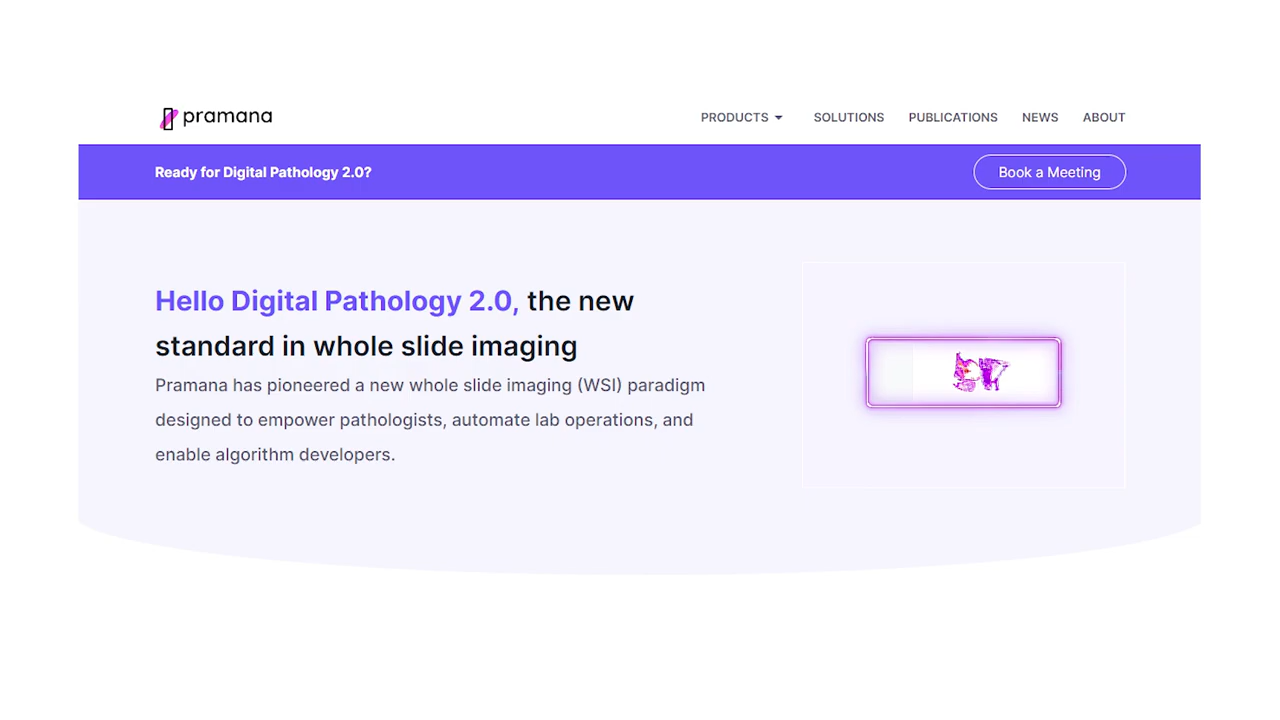 pramana
PRODUCTS
SOLUTIONS
PUBLICATIONS
NEWS
ABOUT
Ready for Digital Pathology 2.0?
Book a Meeting
Hello Digital Pathology 2.0, the new
standard in whole slide imaging
Pramana has pioneered a new whole slide imaging (WSI) paradigm
designed to empower pathologists, automate lab operations, and
enable algorithm developers.